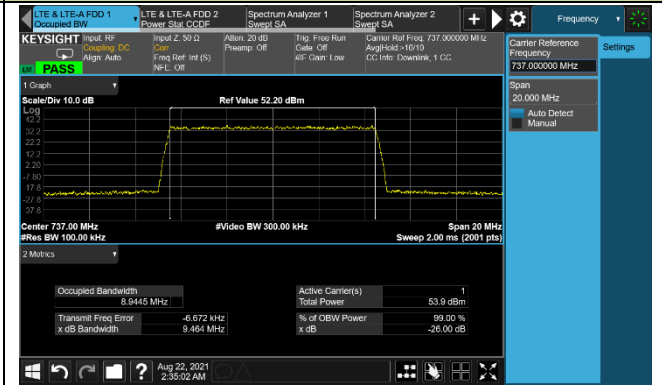 LTE & LTE-A FDD 1
Occupied BW
LTE & LTE-A FDD 2
Power Stat CCDF
Spectrum Analyzer 1
Swept SA
Spectrum Analyzer 2
Swept SA
Frequency
KEYSIGHT
Input: RF
Coupling: DC
Align: Auto
Input Z: 50 Ω
Corr
Freq Ref: Int (S)
NFE: Off
Atten: 20 dB
Preamp: Off
Trig: Free Run
Gate: Off
#IF Gain: Low
Carrier Ref Freq: 737.000000 MHz
Avg|Hold:>10/10
CC Info: Downlink, 1 CC
PASS
Carrier Reference
Frequency
737.000000 MHz
Settings
Span
20.000 MHz
Auto Detect
Manual
1 Graph
Scale/Div 10.0 dB
Ref Value 52.20 dBm
Log
42.2
32.2
22.2
12.2
2.20
-7.80
-17.8
-27.8
-37.8
Center 737.00 MHz
#Video BW 300.00 kHz
Span 20 MHz
#Res BW 100.00 kHz
Sweep 2.00 ms (2001 pts)
2 Metrics
Occupied Bandwidth
8.9445 MHz
Active Carrier(s)
1
Total Power
53.9 dBm
Transmit Freq Error
-6.672 kHz
% of OBW Power
99.00 %
x dB Bandwidth
9.464 MHz
x dB
-26.00 dB
Aug 22, 2021
2:35:02 AM